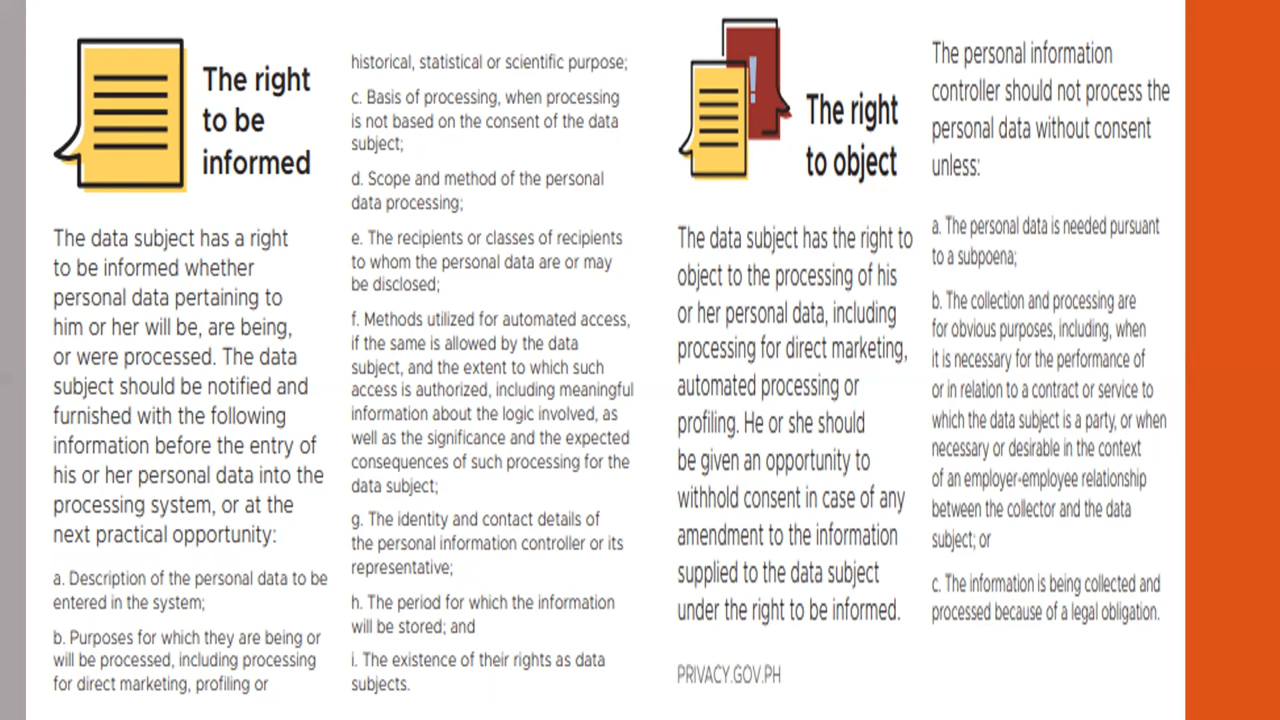 The right
to be
informed
The data subject has a right
to be informed whether
personal data pertaining to
him or her will be, are being,
or were processed. The data
subject should be notified and
furnished with the following
information before the entry of
his or her personal data into the
processing system, or at the
next practical opportunity:
a. Description of the personal data to be
entered in the system;
b. Purposes for which they are being or
will be processed, including processing
for direct marketing, profiling or
historical, statistical or scientific purpose;
c. Basis of processing, when processing
is not based on the consent of the data
subject;
d. Scope and method of the personal
data processing;
e. The recipients or classes of recipients
to whom the personal data are or may
be disclosed;
f. Methods utilized for automated access,
if the same is allowed by the data
subject, and the extent to which such
access is authorized, including meaningful
information about the logic involved, as
well as the significance and the expected
consequences of such processing for the
data subject;
g. The identity and contact details of
the personal information controller or its
representative;
h. The period for which the information
will be stored; and
i. The existence of their rights as data
subjects.
!
The right
to object
The data subject has the right to
object to the processing of his
or her personal data, including
processing for direct marketing,
automated processing or
profiling. He or she should
be given an opportunity to
withhold consent in case of any
amendment to the information
supplied to the data subject
under the right to be informed.
PRIVACY.GOV.PH
The personal information
controller should not process the
personal data without consent
unless:
a. The personal data is needed pursuant
to a subpoena;
b. The collection and processing are
for obvious purposes, including, when
it is necessary for the performance of
or in relation to a contract or service to
which the data subject is a party, or when
necessary or desirable in the context
of an employer-employee relationship
between the collector and the data
subject; or
c. The information is being collected and
processed because of a legal obligation.